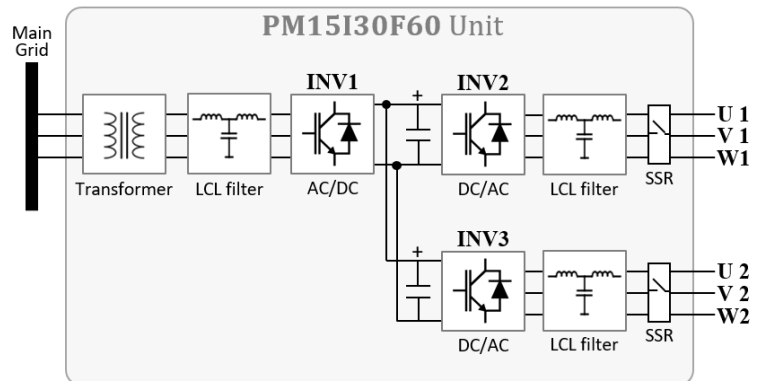 PM15I30F60 Unit
Main
Grid
INV1
INV2
+
U 1
V 1
W1
Transformer
LCL filter
AC/DC
DC/AC
LCL filter
SSR
INV3
+
U 2
V 2
W2
DC/AC
LCL filter
SSR